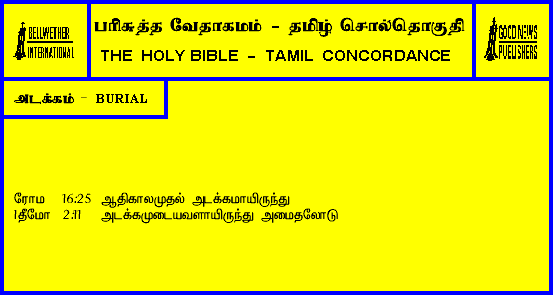 BELLWETHER
INTERNATIONAL
பரிசுத்த வேதாகமம் - தமிழ் சொல்தொகுதி
THE HOLY BIBLE - TAMIL CONCORDANCE
GOOD NEWS
PUBLISHERS
அடக்கம் - BURIAL
ரோம 16:25 ஆதிகாலமுதல் அடக்கமாயிருந்து
1தீமோ 2:11 அடக்கமுடையவளாயிருந்து அமைதலோடு